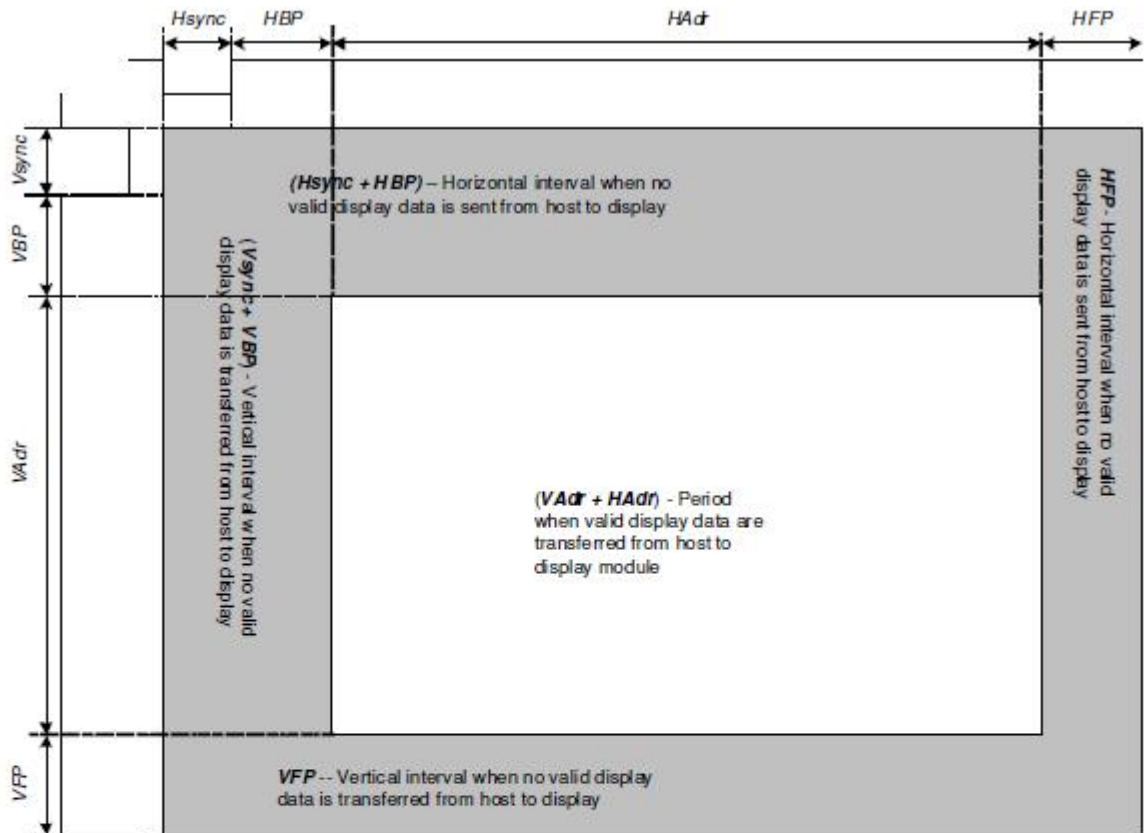 Hsync HBP HAdr HFP
Vsync
VBP
VAdr
VFP
(Hsync + HBP) – Horizontal interval when no
valid display data is sent from host to display
(Vsync + VBP) - Vertical interval when no valid
display data is transferred from host to display
HFP - Horizontal interval when no valid
display data is sent from host to display
(VAdr + HAdr) - Period
when valid display data are
transferred from host to
display module
VFP -- Vertical interval when no valid display
data is transferred from host to display